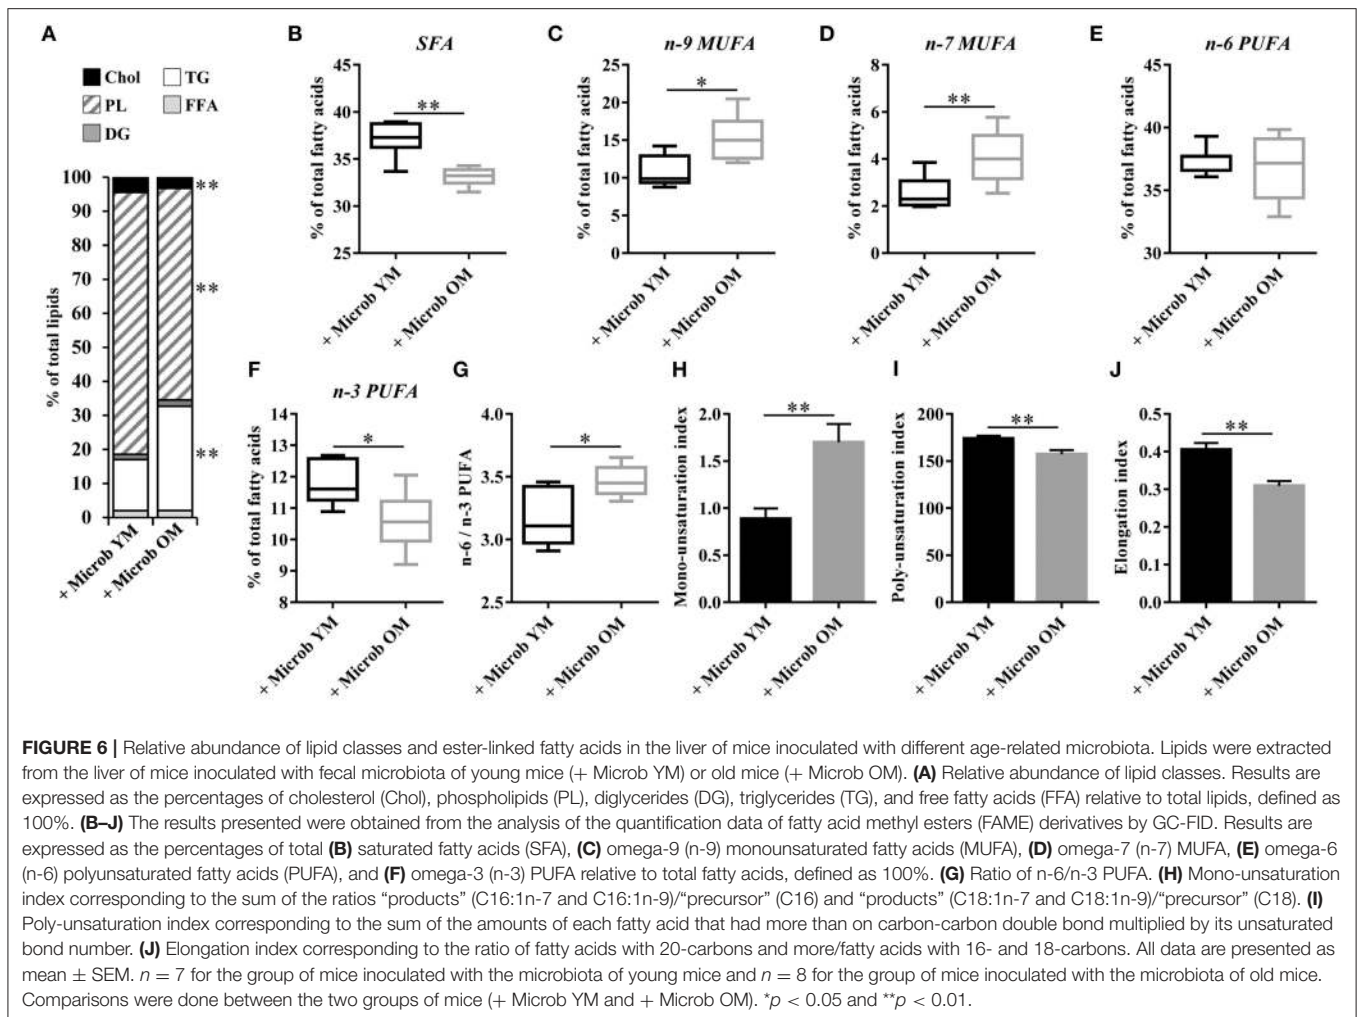 A
Chol
TG
PL
FFA
DG
% of total lipids
100
90
80
70
60
50
40
30
20
10
0
**
**
**
+ Microb YM
+ Microb OM
B
SFA
% of total fatty acids
45
41
37
33
29
25
**
+ Microb YM
+ Microb OM
C
n-9 MUFA
% of total fatty acids
25
20
15
10
5
0
*
+ Microb YM
+ Microb OM
D
n-7 MUFA
% of total fatty acids
8
6
4
2
0
**
+ Microb YM
+ Microb OM
E
n-6 PUFA
% of total fatty acids
45
40
35
30
+ Microb YM
+ Microb OM
F
n-3 PUFA
% of total fatty acids
14
13
12
11
10
9
8
*
+ Microb YM
+ Microb OM
G
n-6 / n-3 PUFA
4.0
3.5
3.0
2.5
*
+ Microb YM
+ Microb OM
H
Mono-unsaturation index
2.0
1.5
1.0
0.5
0.0
**
+ Microb YM
+ Microb OM
I
Poly-unsaturation index
200
150
100
50
0
**
+ Microb YM
+ Microb OM
J
Elongation index
0.5
0.4
0.3
0.2
0.1
0.0
**
+ Microb YM
+ Microb OM
FIGURE 6 | Relative abundance of lipid classes and ester-linked fatty acids in the liver of mice inoculated with different age-related microbiota. Lipids were extracted
from the liver of mice inoculated with fecal microbiota of young mice (+ Microb YM) or old mice (+ Microb OM). (A) Relative abundance of lipid classes. Results are
expressed as the percentages of cholesterol (Chol), phospholipids (PL), diglycerides (DG), triglycerides (TG), and free fatty acids (FFA) relative to total lipids, defined as
100%. (B–J) The results presented were obtained from the analysis of the quantification data of fatty acid methyl esters (FAME) derivatives by GC-FID. Results are
expressed as the percentages of total (B) saturated fatty acids (SFA), (C) omega-9 (n-9) monounsaturated fatty acids (MUFA), (D) omega-7 (n-7) MUFA, (E) omega-6
(n-6) polyunsaturated fatty acids (PUFA), and (F) omega-3 (n-3) PUFA relative to total fatty acids, defined as 100%. (G) Ratio of n-6/n-3 PUFA. (H) Mono-unsaturation
index corresponding to the sum of the ratios “products” (C16:1n-7 and C16:1n-9)/“precursor” (C16) and “products” (C18:1n-7 and C18:1n-9)/“precursor” (C18). (I)
Poly-unsaturation index corresponding to the sum of the amounts of each fatty acid that had more than on carbon-carbon double bond multiplied by its unsaturated
bond number. (J) Elongation index corresponding to the ratio of fatty acids with 20-carbons and more/fatty acids with 16- and 18-carbons. All data are presented as
mean ± SEM. n = 7 for the group of mice inoculated with the microbiota of young mice and n = 8 for the group of mice inoculated with the microbiota of old mice.
Comparisons were done between the two groups of mice (+ Microb YM and + Microb OM). *p < 0.05 and **p < 0.01.